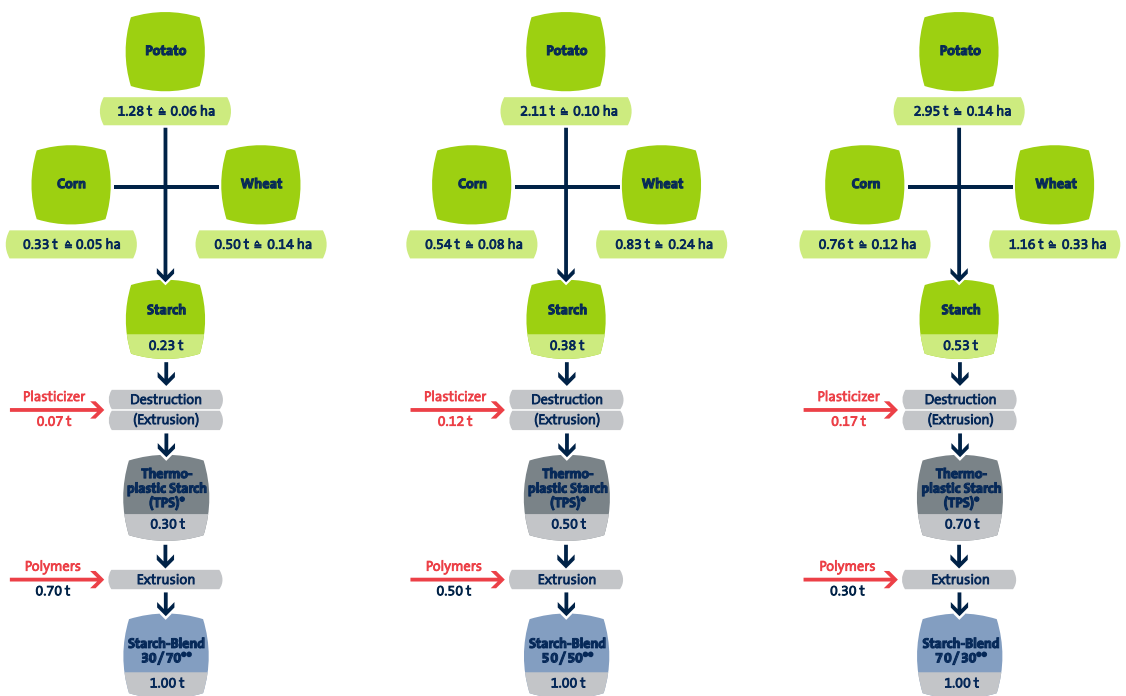 Potato
1.28 t ≙ 0.06 ha
Corn
Wheat
0.33 t ≙ 0.05 ha
0.50 t ≙ 0.14 ha
Starch
0.23 t
Plasticizer
0.07 t
Destruction
(Extrusion)
Thermo-
plastic Starch
(TPS)*
0.30 t
Polymers
0.70 t
Extrusion
Starch-Blend
30/70**
1.00 t
Potato
2.11 t ≙ 0.10 ha
Corn
Wheat
0.54 t ≙ 0.08 ha
0.83 t ≙ 0.24 ha
Starch
0.38 t
Plasticizer
0.12 t
Destruction
(Extrusion)
Thermo-
plastic Starch
(TPS)*
0.50 t
Polymers
0.50 t
Extrusion
Starch-Blend
50/50**
1.00 t
Potato
2.95 t ≙ 0.14 ha
Corn
Wheat
0.76 t ≙ 0.12 ha
1.16 t ≙ 0.33 ha
Starch
0.53 t
Plasticizer
0.17 t
Destruction
(Extrusion)
Thermo-
plastic Starch
(TPS)*
0.70 t
Polymers
0.30 t
Extrusion
Starch-Blend
70/30**
1.00 t